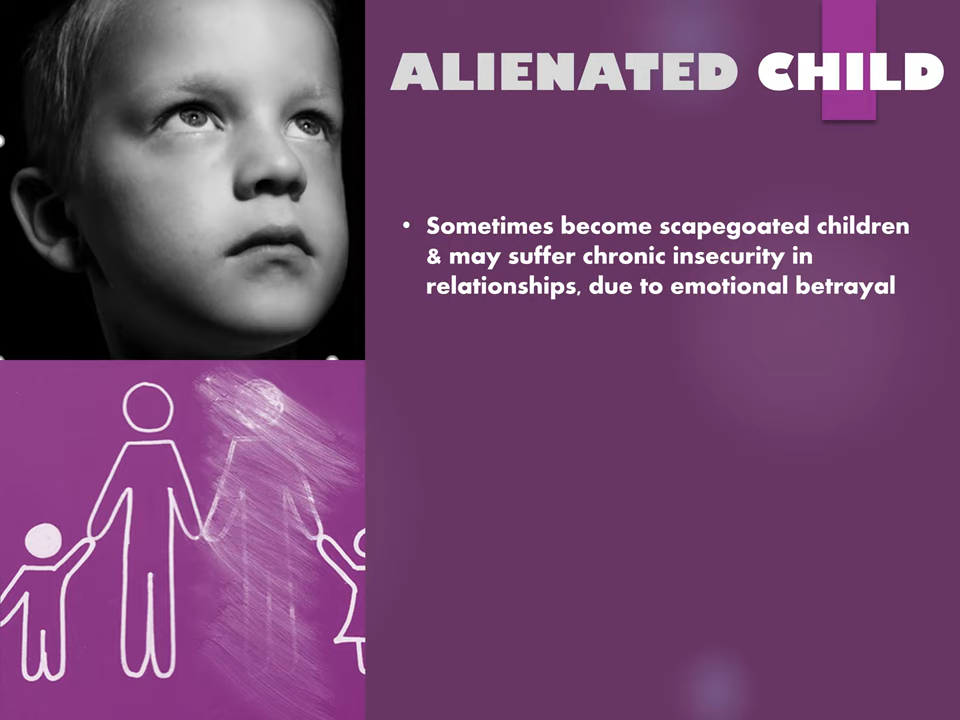 ALIENATED CHILD
• Sometimes become scapegoated children
& may suffer chronic insecurity in
relationships, due to emotional betrayal